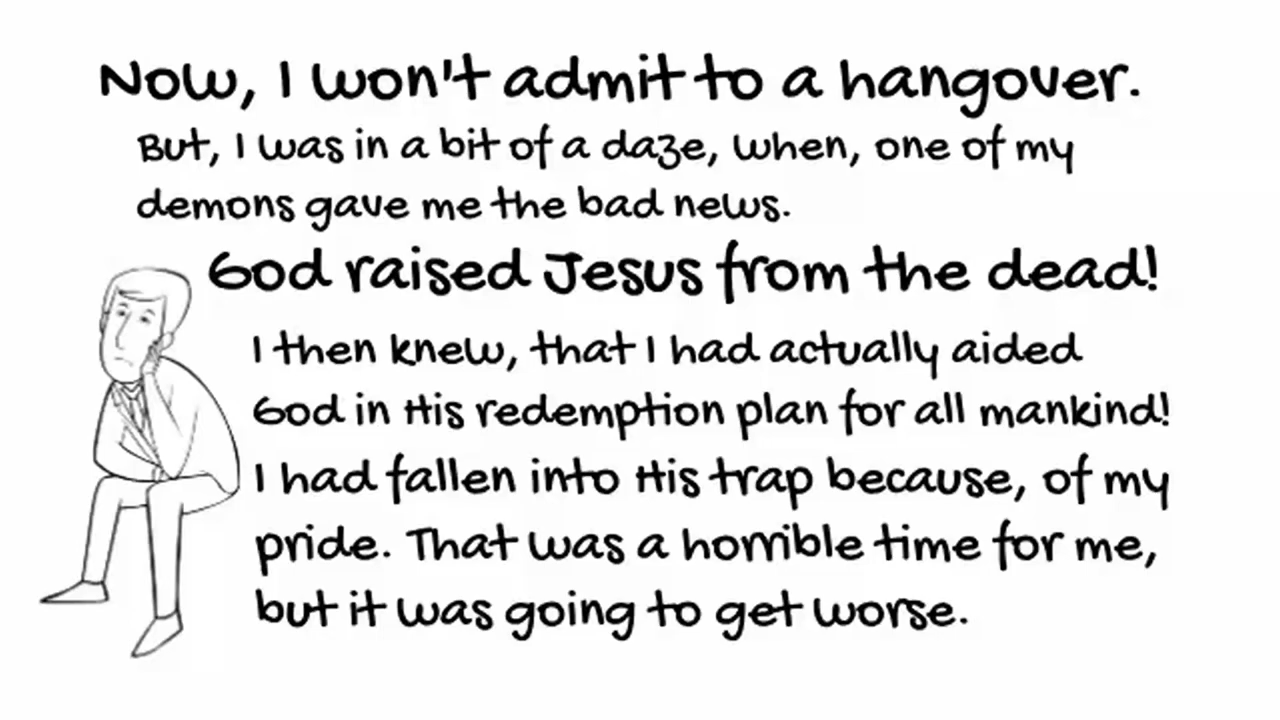 Now, I won't admit to a hangover.
But, I was in a bit of a daze, when, one of my
demons gave me the bad news.
God raised Jesus from the dead!
I then knew, that I had actually aided
God in His redemption plan for all mankind!
I had fallen into His trap because, of my
pride. That was a horrible time for me,
but it was going to get worse.